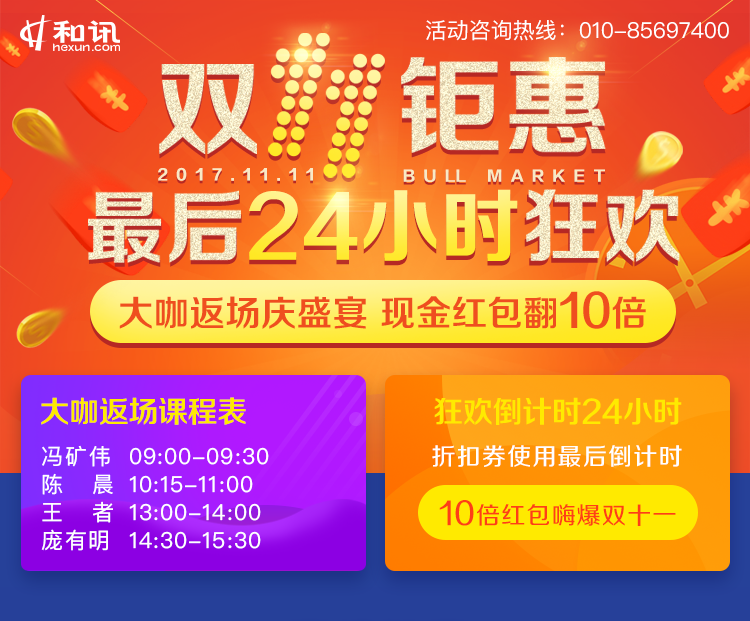 和讯
hexun.com
活动咨询热线：010-85697400
双11钜惠
2017.11.11 BULL MARKET
最后24小时狂欢
大咖返场庆盛宴 现金红包翻10倍
大咖返场课程表
冯矿伟 09:00-09:30
陈 晨 10:15-11:00
王 者 13:00-14:00
庞有明 14:30-15:30
狂欢倒计时24小时
折扣券使用最后倒计时
10倍红包嗨爆双十一